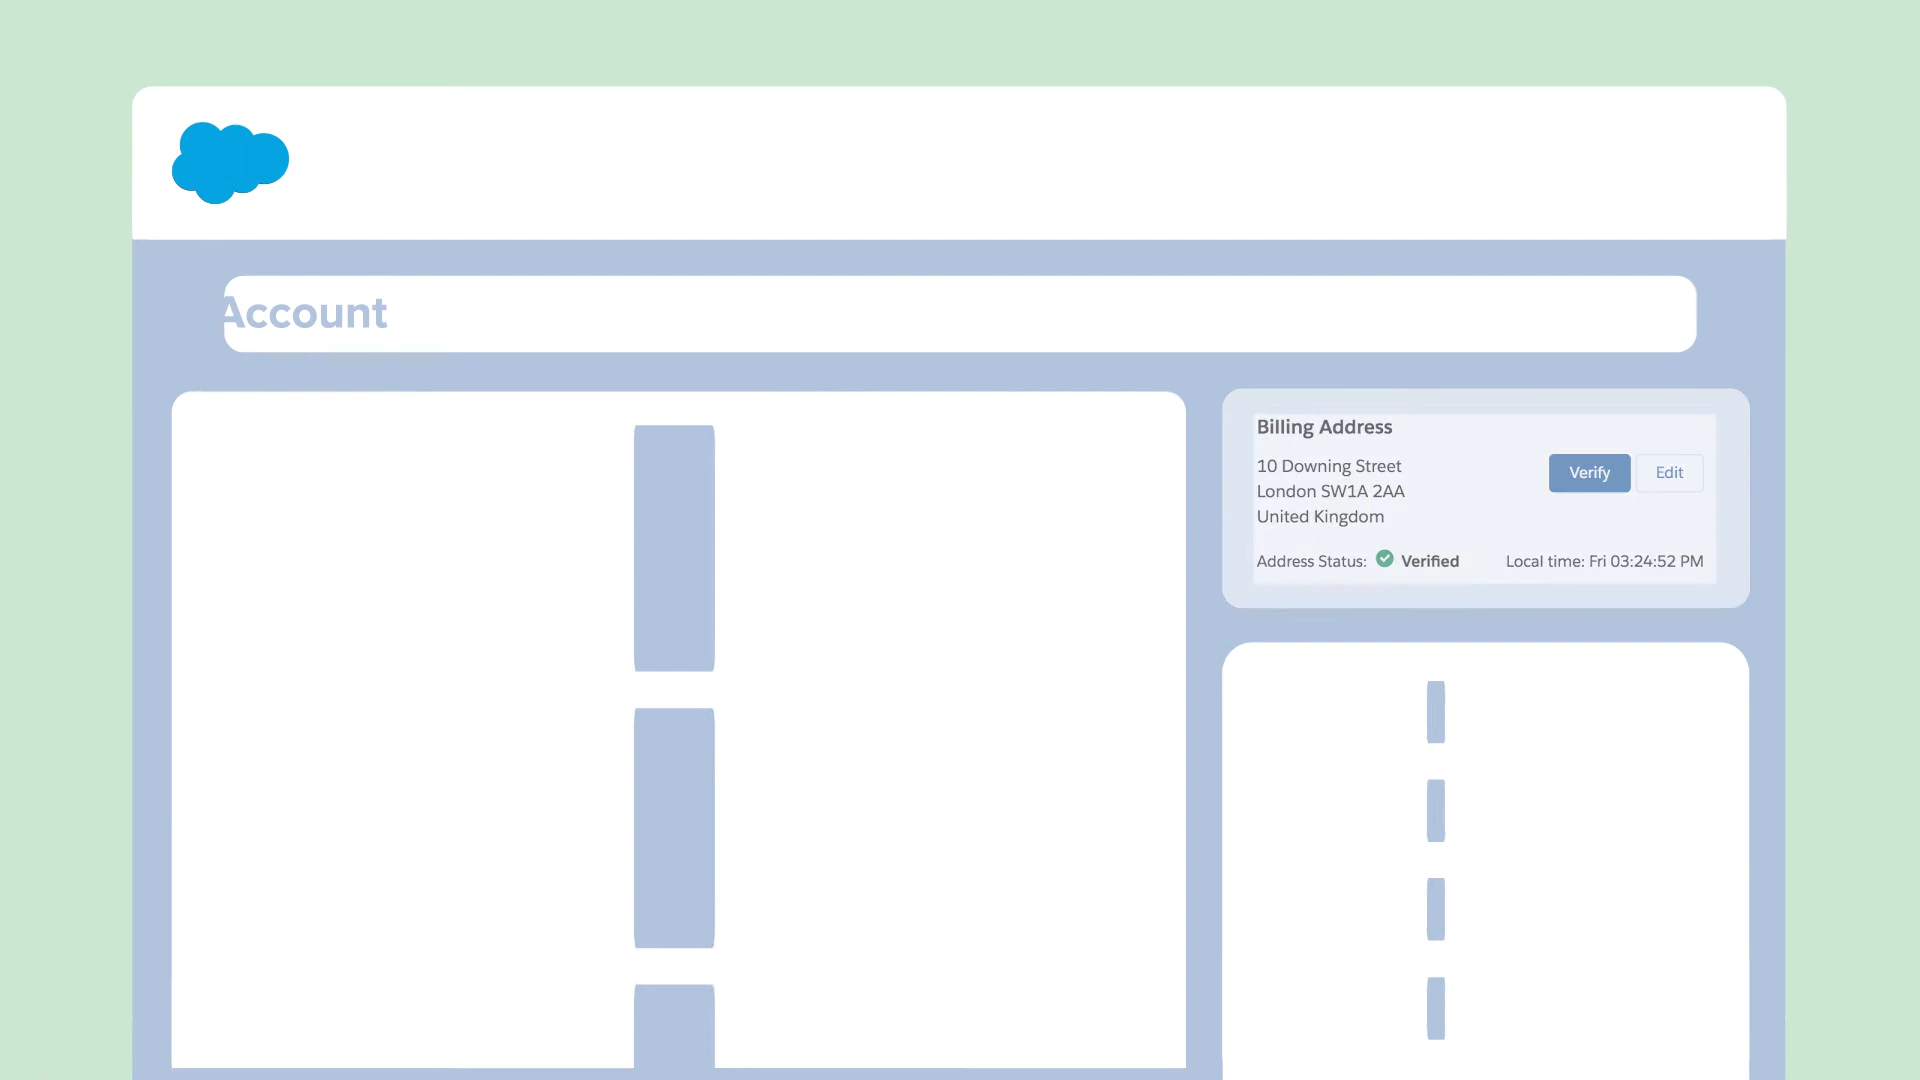 Account
Billing Address
10 Downing Street
London SW1A 2AA
United Kingdom
Verify
Edit
Address Status: Verified
Local time: Fri 03:24:52 PM